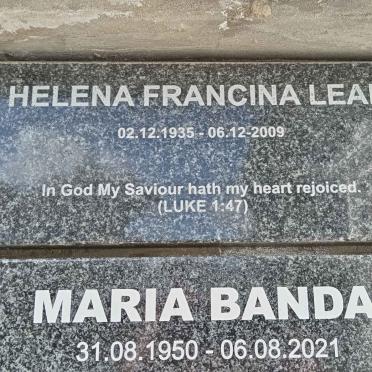 HELENA FRANCINA
02.12.1935 - 06.12-2009
In God My Saviour hath my heart rejoiced.
(LUKE 1:47)
MARIA BANDA
31.08.1950 - 06.08.2021